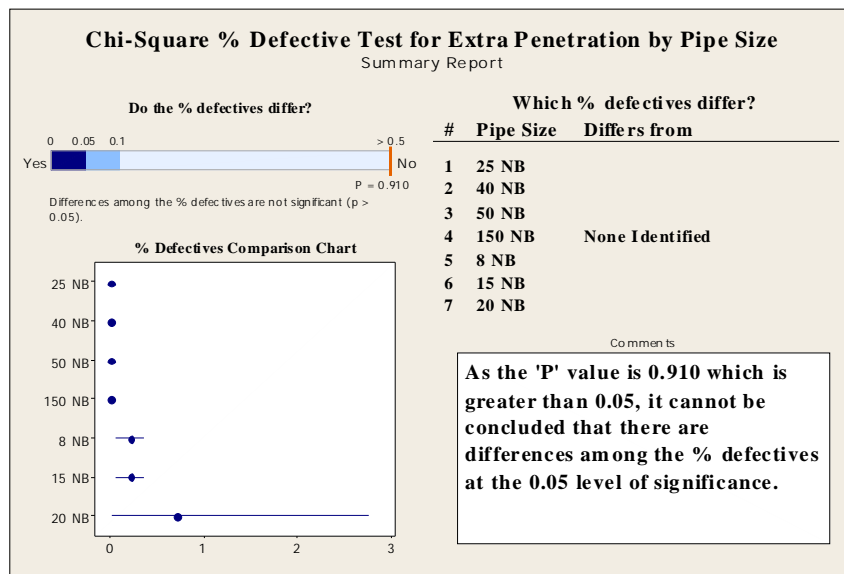 Chi-Square % Defective Test for Extra Penetration by Pipe Size
Summary Report
Do the % defectives differ?
0 0.05 0.1 > 0.5
Yes No
P = 0.910
Differences among the % defectives are not significant (p >
0.05).
% Defectives Comparison Chart
25 NB
40 NB
50 NB
150 NB
8 NB
15 NB
20 NB
0 1 2 3
Which % defectives differ?
# Pipe Size Differs from
1 25 NB
2 40 NB
3 50 NB
4 150 NB None Identified
5 8 NB
6 15 NB
7 20 NB
Comments
As the 'P' value is 0.910 which is
greater than 0.05, it cannot be
concluded that there are
differences among the % defectives
at the 0.05 level of significance.